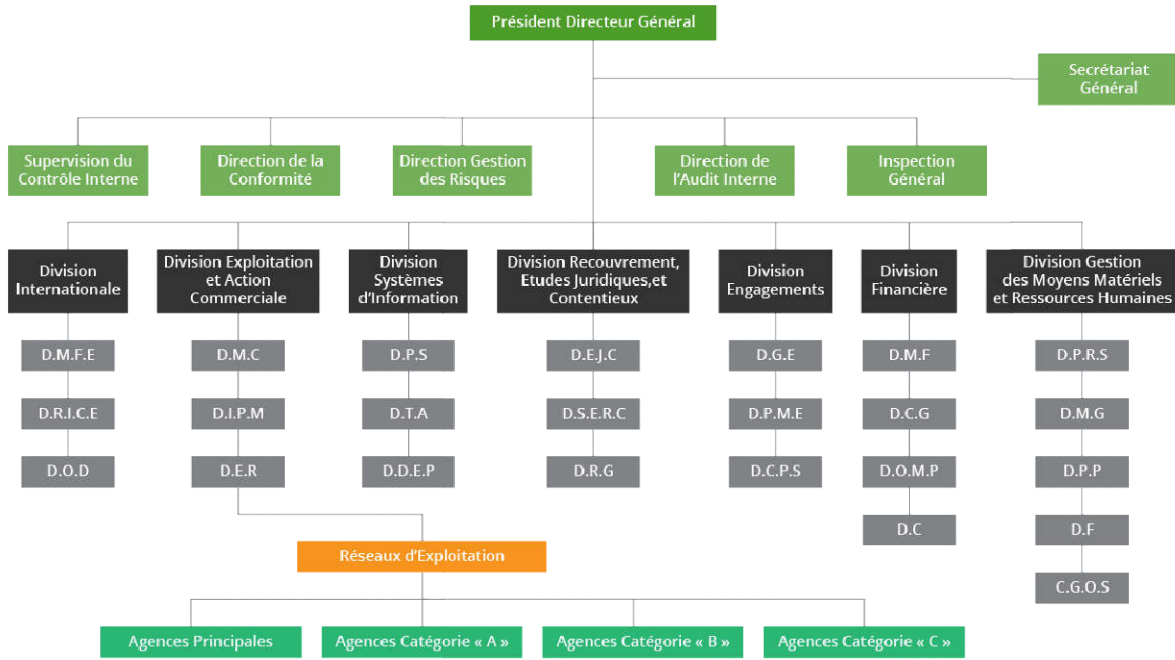 Président Directeur Général
Secrétariat
Général
Supervision du
Contrôle Interne
Direction de la
Conformité
Direction Gestion
des Risques
Direction de
l'Audit Interne
Inspection
Général
Division
Internationale
Division Exploitation
et Action
Commerciale
Division
Systèmes
d'Information
Division Recouvrement,
Etudes Juridiques,et
Contentieux
Division
Engagements
Division
Financière
Division Gestion
des Moyens Matériels
et Ressources Humaines
D.M.F.E
D.M.C
D.P.S
D.E.J.C
D.G.E
D.M.F
D.P.R.S
D.R.I.C.E
D.I.P.M
D.T.A
D.S.E.R.C
D.P.M.E
D.C.G
D.M.G
D.O.D
D.E.R
D.D.E.P
D.R.G
D.C.P.S
D.O.M.P
D.P.P
D.C
D.F
Réseaux d'Exploitation
C.G.O.S
Agences Principales
Agences Catégorie « A »
Agences Catégorie « B »
Agences Catégorie « C »